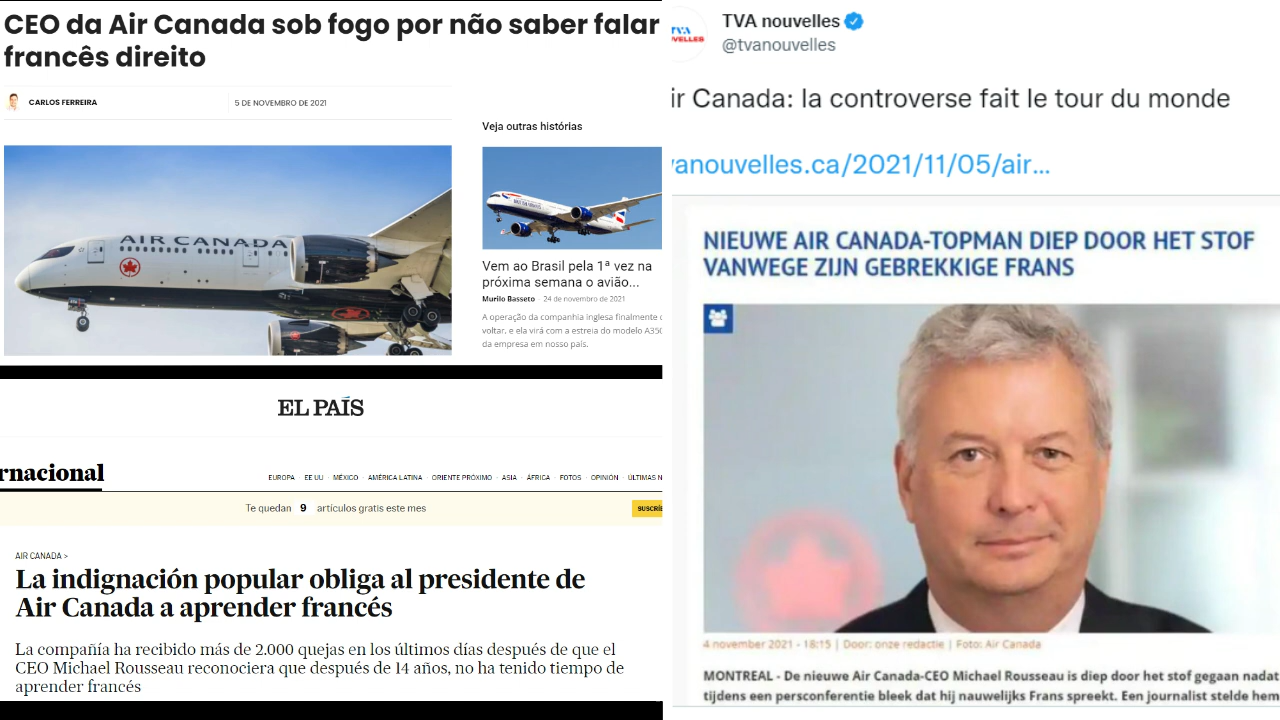 CEO da Air Canada sob fogo por não saber falar
francês direito
CARLOS FERREIRA
5 DE NOVEMBRO DE 2021
Veja outras histórias
AIR CANADA
Vem ao Brasil pela 1ª vez na
próxima semana o avião...
Murilo Basseto - 24 de novembro de 2021
A operação da companhia inglesa finalmente
voltar, e ela virá com a estreia do modelo A350
da empresa em nosso país.
EL PAÍS
rnacional
EUROPA · EE UU · MÉXICO · AMÉRICA LATINA · ORIENTE PRÓXIMO · ASIA · ÁFRICA · FOTOS · OPINIÓN · ÚLTIMAS N
Te quedan 9 artículos gratis este mes
SUSCRÍB
AIR CANADA >
La indignación popular obliga al presidente de
Air Canada a aprender francés
La compañía ha recibido más de 2.000 quejas en los últimos días después de que el
CEO Michael Rousseau reconociera que después de 14 años, no ha tenido tiempo de
aprender francés
TVA nouvelles
@tvanouvelles
ir Canada: la controverse fait le tour du monde
vanouvelles.ca/2021/11/05/air...
NIEUWE AIR CANADA-TOPMAN DIEP DOOR HET STOF
VANWEGE ZIJN GEBREKKIGE FRANS
4 november 2021 - 18:15 | Door: onze redactie | Foto: Air Canada
MONTREAL - De nieuwe Air Canada-CEO Michael Rousseau is diep door het stof gegaan nadat
tijdens een persconferentie bleek dat hij nauwelijks Frans spreekt. Een journalist stelde hem